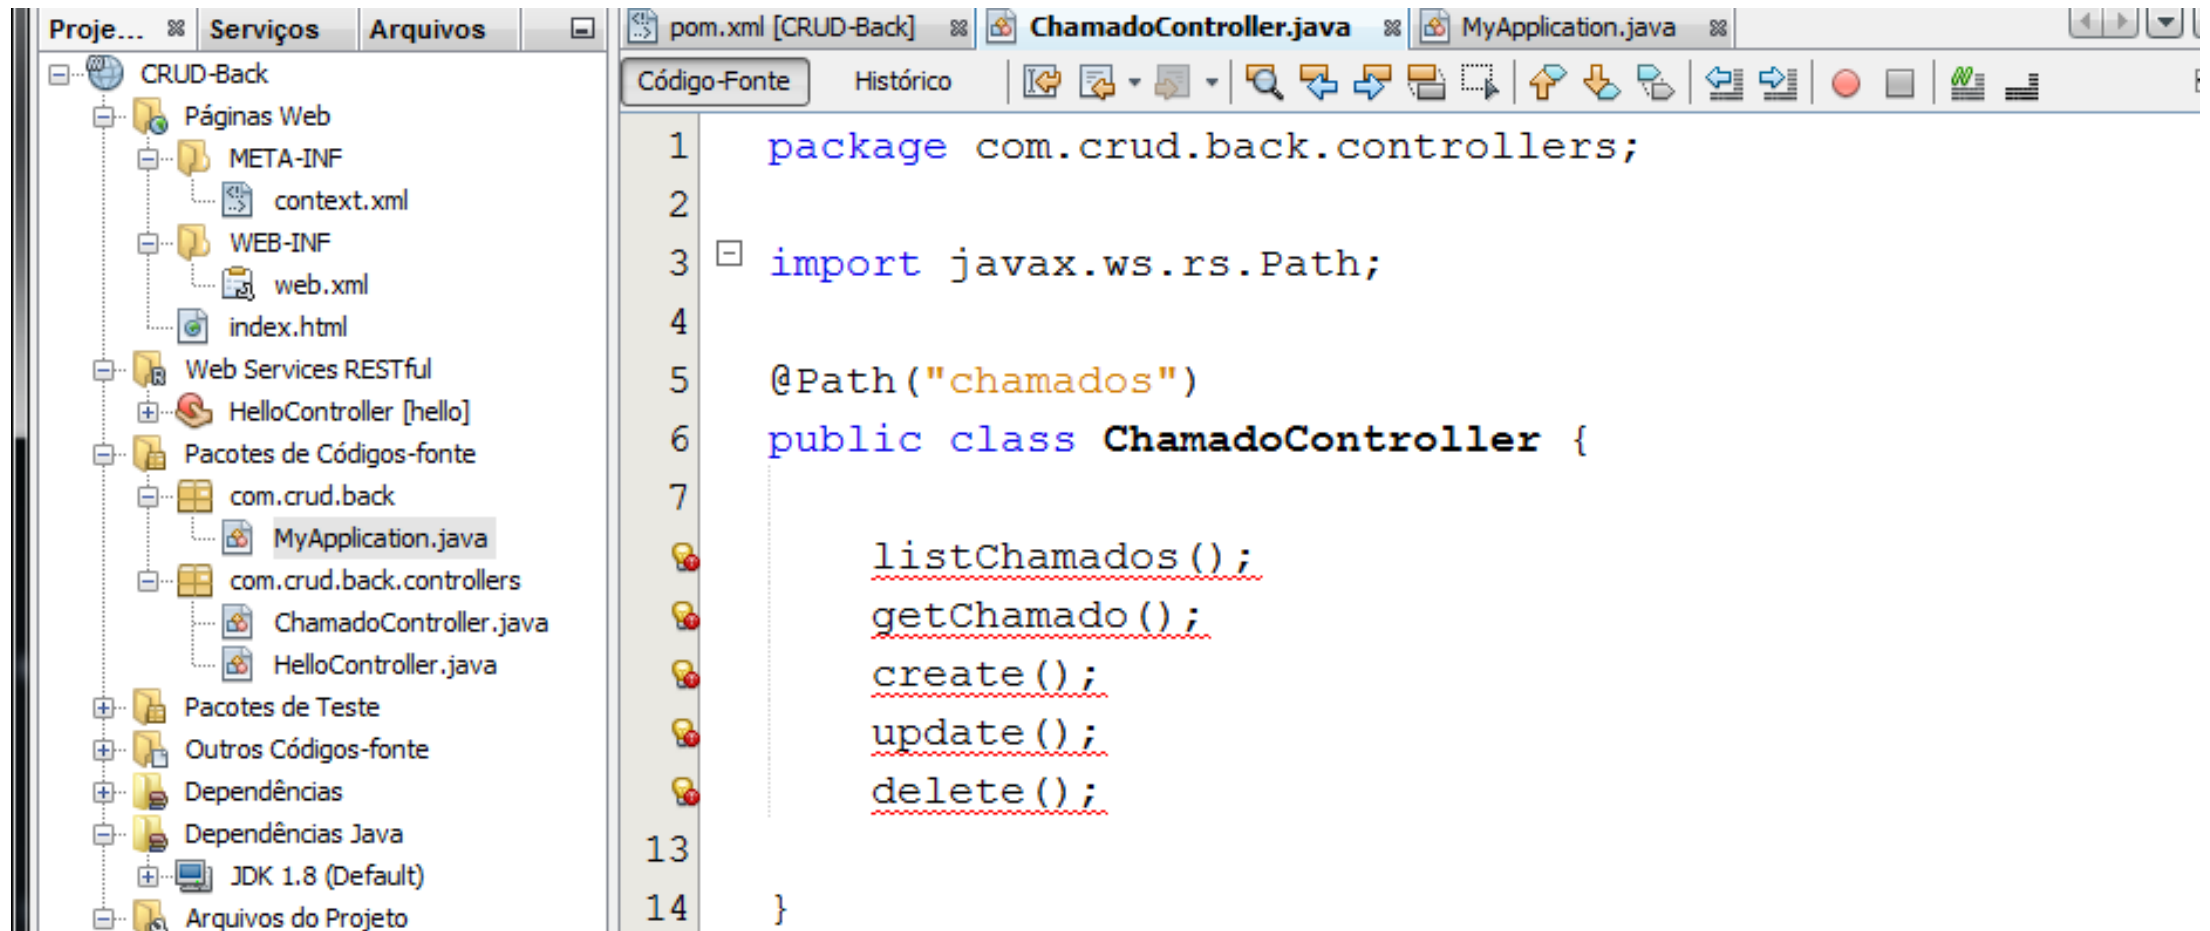 Proje... Serviços Arquivos
CRUD-Back
Páginas Web
META-INF
context.xml
WEB-INF
web.xml
index.html
Web Services RESTful
HelloController [hello]
Pacotes de Códigos-fonte
com.crud.back
MyApplication.java
com.crud.back.controllers
ChamadoController.java
HelloController.java
Pacotes de Teste
Outros Códigos-fonte
Dependências
Dependências Java
JDK 1.8 (Default)
Arquivos do Projeto
pom.xml [CRUD-Back] ChamadoController.java MyApplication.java
Código-Fonte Histórico
1 package com.crud.back.controllers;
2
3 import javax.ws.rs.Path;
4
5 @Path("chamados")
6 public class ChamadoController {
7
listChamados();
getChamado();
create();
update();
delete();
13
14 }